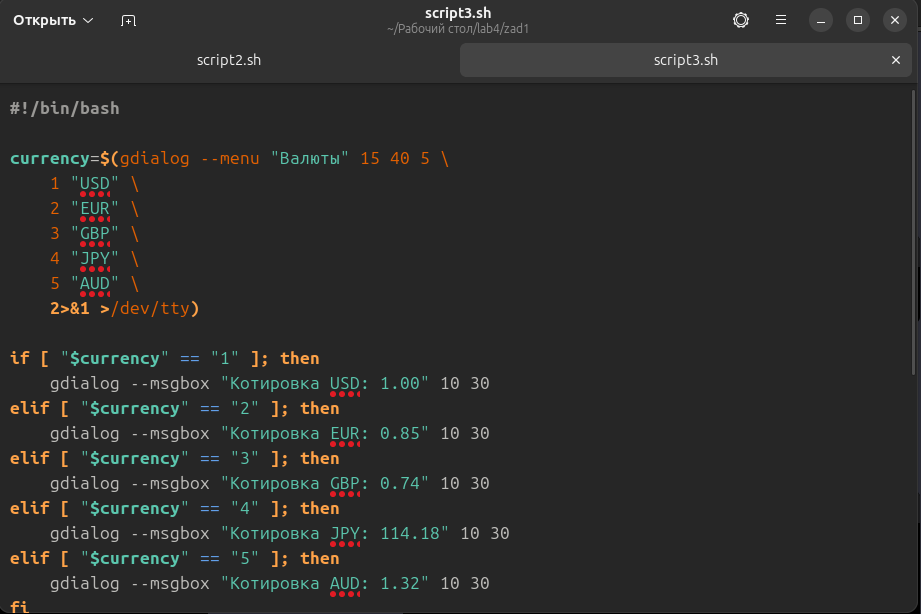 Открыть
script3.sh
~/Рабочий стол/lab4/zad1
script2.sh
script3.sh
#!/bin/bash
currency=$(gdialog --menu "Валюты" 15 40 5 \
1 "USD" \
2 "EUR" \
3 "GBP" \
4 "JPY" \
5 "AUD" \
2>&1 >/dev/tty)
if [ "$currency" == "1" ]; then
gdialog --msgbox "Котировка USD: 1.00" 10 30
elif [ "$currency" == "2" ]; then
gdialog --msgbox "Котировка EUR: 0.85" 10 30
elif [ "$currency" == "3" ]; then
gdialog --msgbox "Котировка GBP: 0.74" 10 30
elif [ "$currency" == "4" ]; then
gdialog --msgbox "Котировка JPY: 114.18" 10 30
elif [ "$currency" == "5" ]; then
gdialog --msgbox "Котировка AUD: 1.32" 10 30
fi